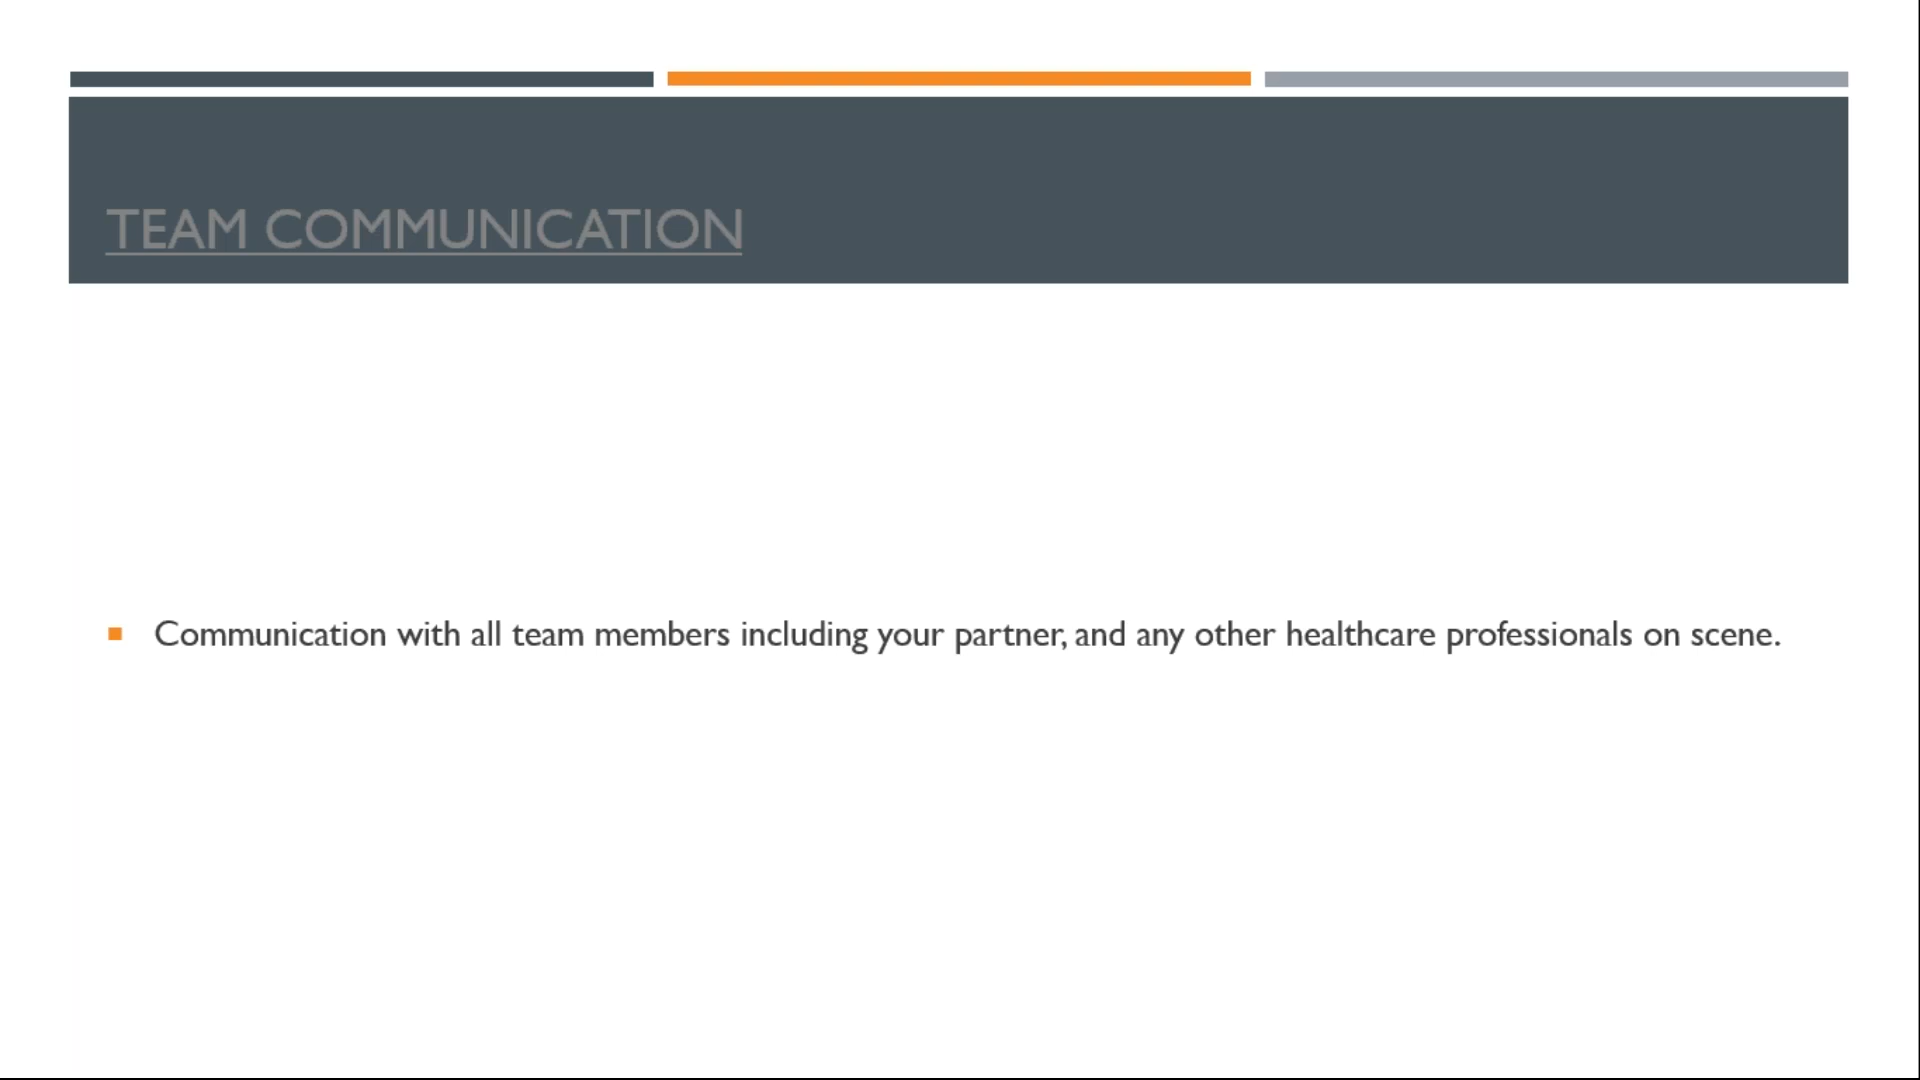 TEAM COMMUNICATION
Communication with all team members including your partner, and any other healthcare professionals on scene.